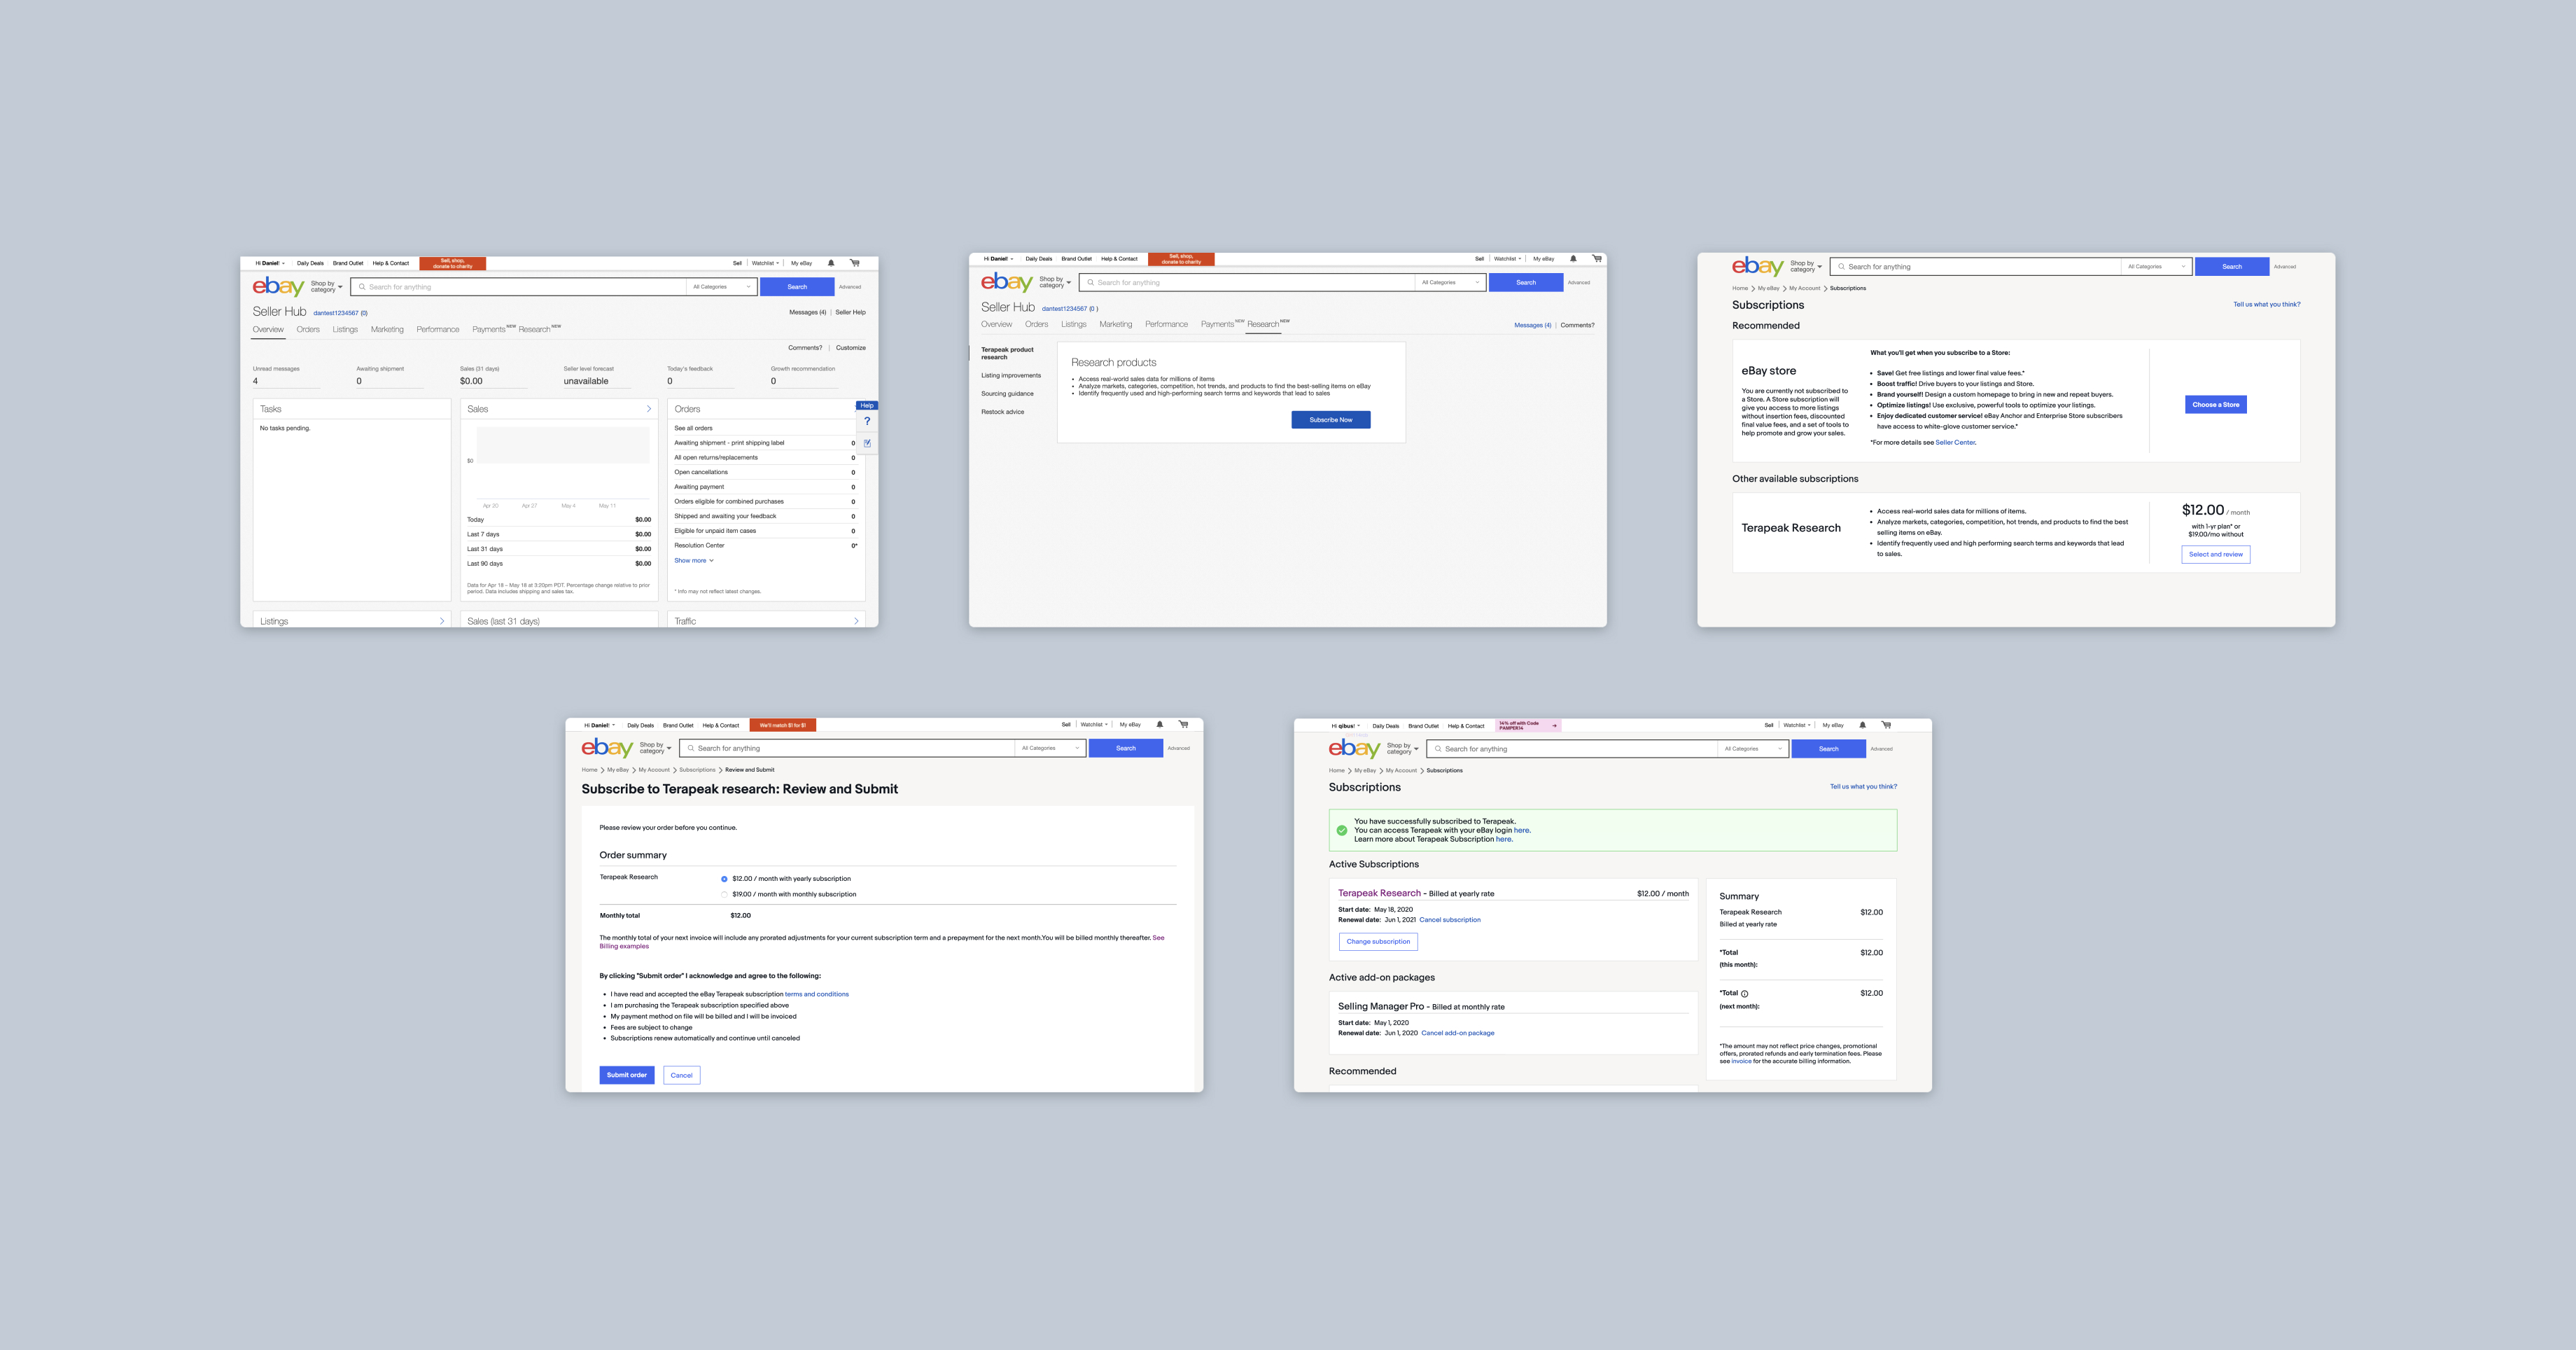 Hi Daniel!
Daily Deals
Brand Outlet
Help & Contact
Sell, shop,
donate to charity
Sell
Watchlist
My eBay
ebay
Shop by
category
Search for anything
All Categories
Search
Advanced
Seller Hub
dantest1234567 (0)
Messages (4) | Seller Help
Overview
Orders
Listings
Marketing
Performance
Payments NEW
Research NEW
Comments? | Customize
Unread messages
4
Awaiting shipment
0
Sales (31 days)
$0.00
Seller level forecast
unavailable
Today's feedback
0
Growth recommendation
0
Tasks
No tasks pending.
Sales
$0
Apr 20 Apr 27 May 4 May 11
Today $0.00
Last 7 days $0.00
Last 31 days $0.00
Last 90 days $0.00
Data for Apr 18 - May 18 at 3:20pm PDT. Percentage change relative to prior
period. Data includes shipping and sales tax.
Orders
See all orders
Awaiting shipment - print shipping label 0
All open returns/replacements 0
Open cancellations 0
Awaiting payment 0
Orders eligible for combined purchases 0
Shipped and awaiting your feedback 0
Eligible for unpaid item cases 0
Resolution Center 0*
Show more
* Info may not reflect latest changes.
Help
?
Listings
Sales (last 31 days)
Traffic
Hi Daniel!
Daily Deals
Brand Outlet
Help & Contact
Sell, shop,
donate to charity
Sell
Watchlist
My eBay
ebay
Shop by
category
Search for anything
All Categories
Search
Advanced
Seller Hub
dantest1234567 (0 )
Overview
Orders
Listings
Marketing
Performance
Payments NEW
Research NEW
Messages (4) | Comments?
Terapeak product
research
Listing improvements
Sourcing guidance
Restock advice
Research products
• Access real-world sales data for millions of items
• Analyze markets, categories, competition, hot trends, and products to find the best-selling items on eBay
• Identify frequently used and high-performing search terms and keywords that lead to sales
Subscribe Now
ebay
Shop by
category
Search for anything
All Categories
Search
Advanced
Home > My eBay > My Account > Subscriptions
Subscriptions
Tell us what you think?
Recommended
eBay store
You are currently not subscribed to
a Store. A Store subscription will
give you access to more listings
without insertion fees, discounted
final value fees, and a set of tools to
help promote and grow your sales.
What you'll get when you subscribe to a Store:
• Save! Get free listings and lower final value fees.*
• Boost traffic! Drive buyers to your listings and Store.
• Brand yourself! Design a custom homepage to bring in new and repeat buyers.
• Optimize listings! Use exclusive, powerful tools to optimize your listings.
• Enjoy dedicated customer service! eBay Anchor and Enterprise Store subscribers
have access to white-glove customer service.*
*For more details see Seller Center.
Choose a Store
Other available subscriptions
Terapeak Research
• Access real-world sales data for millions of items.
• Analyze markets, categories, competition, hot trends, and products to find the best
selling items on eBay.
• Identify frequently used and high performing search terms and keywords that lead
to sales.
$12.00 / month
with 1-yr plan* or
$19.00/mo without
Select and review
Hi Daniel!
Daily Deals
Brand Outlet
Help & Contact
We'll match $1 for $1
Sell
Watchlist
My eBay
ebay
Shop by
category
Search for anything
All Categories
Search
Advanced
Home > My eBay > My Account > Subscriptions > Review and Submit
Subscribe to Terapeak research: Review and Submit
Please review your order before you continue.
Order summary
Terapeak Research
$12.00 / month with yearly subscription
$19.00 / month with monthly subscription
Monthly total $12.00
The monthly total of your next invoice will include any prorated adjustments for your current subscription term and a prepayment for the next month.You will be billed monthly thereafter. See
Billing examples
By clicking "Submit order" I acknowledge and agree to the following:
• I have read and accepted the eBay Terapeak subscription terms and conditions
• I am purchasing the Terapeak subscription specified above
• My payment method on file will be billed and I will be invoiced
• Fees are subject to change
• Subscriptions renew automatically and continue until canceled
Submit order
Cancel
Hi qibus!
Daily Deals
Brand Outlet
Help & Contact
14% off with Code
PAMPER14
Sell
Watchlist
My eBay
ebay
Shop by
category
Search for anything
All Categories
Search
Advanced
Home > My eBay > My Account > Subscriptions
Subscriptions
Tell us what you think?
You have successfully subscribed to Terapeak.
You can access Terapeak with your eBay login here.
Learn more about Terapeak Subscription here.
Active Subscriptions
Terapeak Research - Billed at yearly rate $12.00 / month
Start date: May 18, 2020
Renewal date: Jun 1, 2021 Cancel subscription
Change subscription
Active add-on packages
Selling Manager Pro - Billed at monthly rate
Start date: May 1, 2020
Renewal date: Jun 1, 2020 Cancel add-on package
Recommended
Summary
Terapeak Research $12.00
Billed at yearly rate
*Total $12.00
(this month):
*Total $12.00
(next month):
*The amount may not reflect price changes, promotional
offers, prorated refunds and early termination fees. Please
see invoice for the accurate billing information.